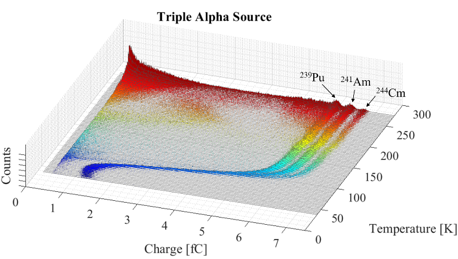 Triple Alpha Source
²³⁹Pu
²⁴¹Am
²⁴⁴Cm
Counts
0
1
2
3
4
5
6
7
Charge [fC]
0
50
100
150
200
250
300
Temperature [K]